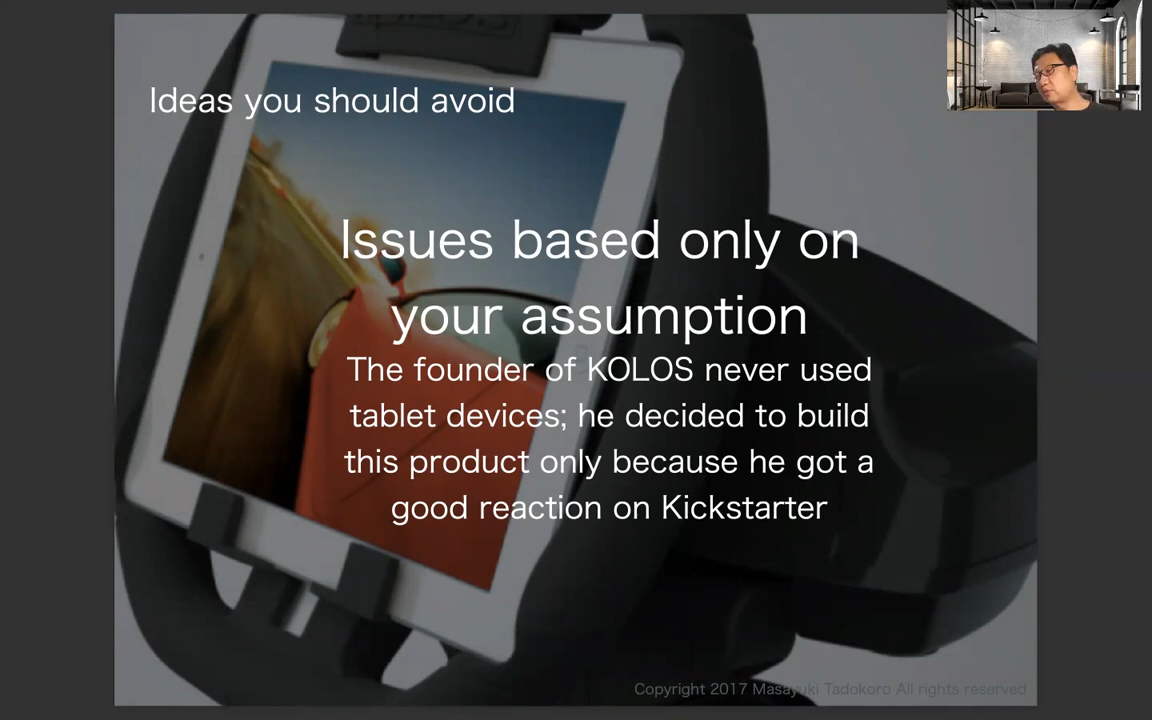 Ideas you should avoid
Issues based only on
your assumption
The founder of KOLOS never used
tablet devices; he decided to build
this product only because he got a
good reaction on Kickstarter
Copyright 2017 Masayuki Tadokoro All rights reserved